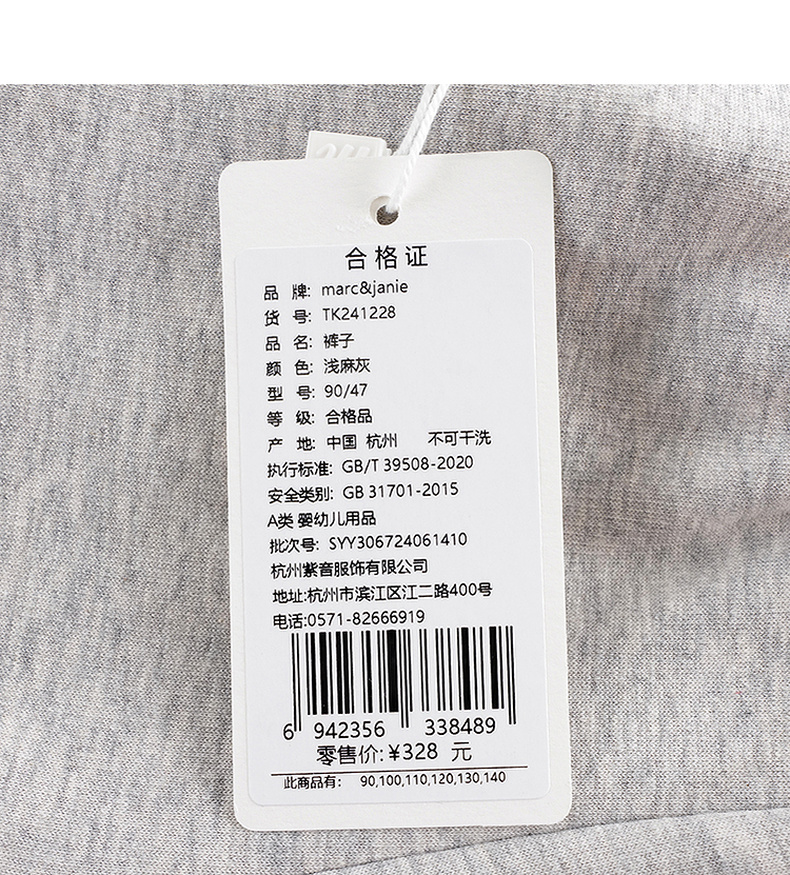 合格证
品 牌: marc&janie
货 号: TK241228
品 名: 裤子
颜 色: 浅麻灰
型 号: 90/47
等 级: 合格品
产 地: 中国 杭州 不可干洗
执行标准: GB/T 39508-2020
安全类别: GB 31701-2015
A类 婴幼儿用品
批次号: SYY306724061410
杭州紫音服饰有限公司
地址:杭州市滨江区江二路400号
电话:0571-82666919
6 942356 338489
零售价:¥328 元
此商品有: 90,100,110,120,130,140